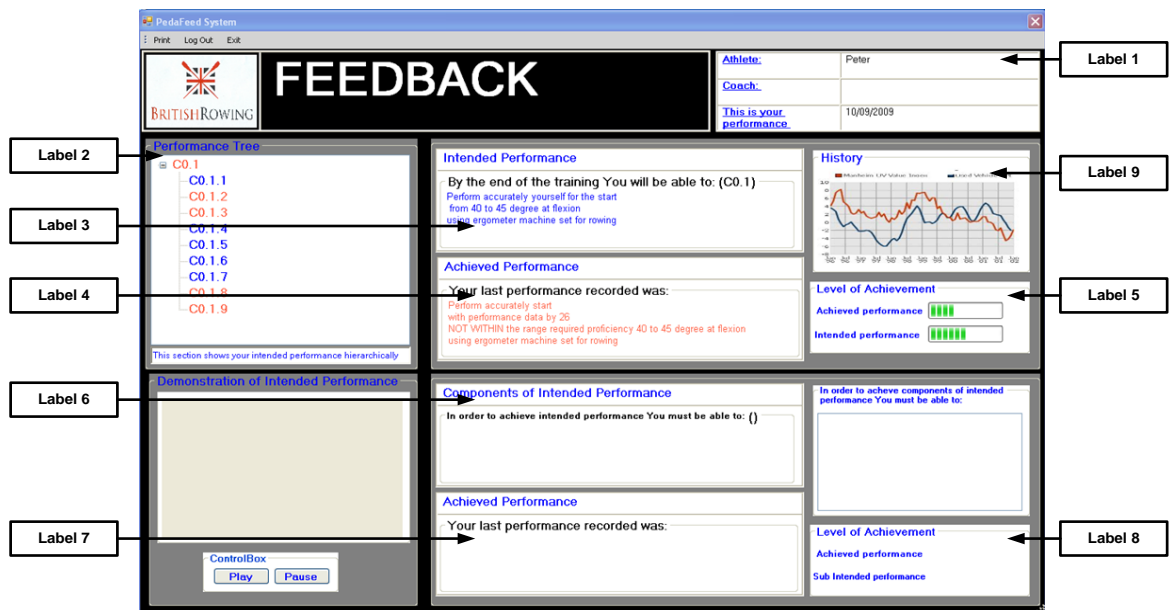 PedaFeed System
Print Log Out Exit
BRITISHROWING
FEEDBACK
Athlete: Peter
Coach:
This is your performance 10/09/2009
Label 1
Label 2
Performance Tree
C0.1
C0.1.1
C0.1.2
C0.1.3
C0.1.4
C0.1.5
C0.1.6
C0.1.7
C0.1.8
C0.1.9
This section shows your intended performance hierarchically
Label 3
Intended Performance
By the end of the training You will be able to: (C0.1)
Perform accurately yourself for the start
from 40 to 45 degree at flexion
using ergometer machine set for rowing
Label 4
Achieved Performance
Your last performance recorded was:
Perform accurately start
with performance data by 26
NOT WITHIN the range required proficiency 40 to 45 degree at flexion
using ergometer machine set for rowing
History
Label 9
10
8
6
4
2
0
-2
-4
-6
-8
Level of Achievement
Achieved performance
Intended performance
Label 5
Label 6
Demonstration of Intended Performance
ControlBox
Play Pause
Components of Intended Performance
In order to achieve intended performance You must be able to: ()
Label 7
Achieved Performance
Your last performance recorded was:
In order to acheve components of intended
performance You must be able to:
Level of Achievement
Achieved performance
Sub Intended performance
Label 8